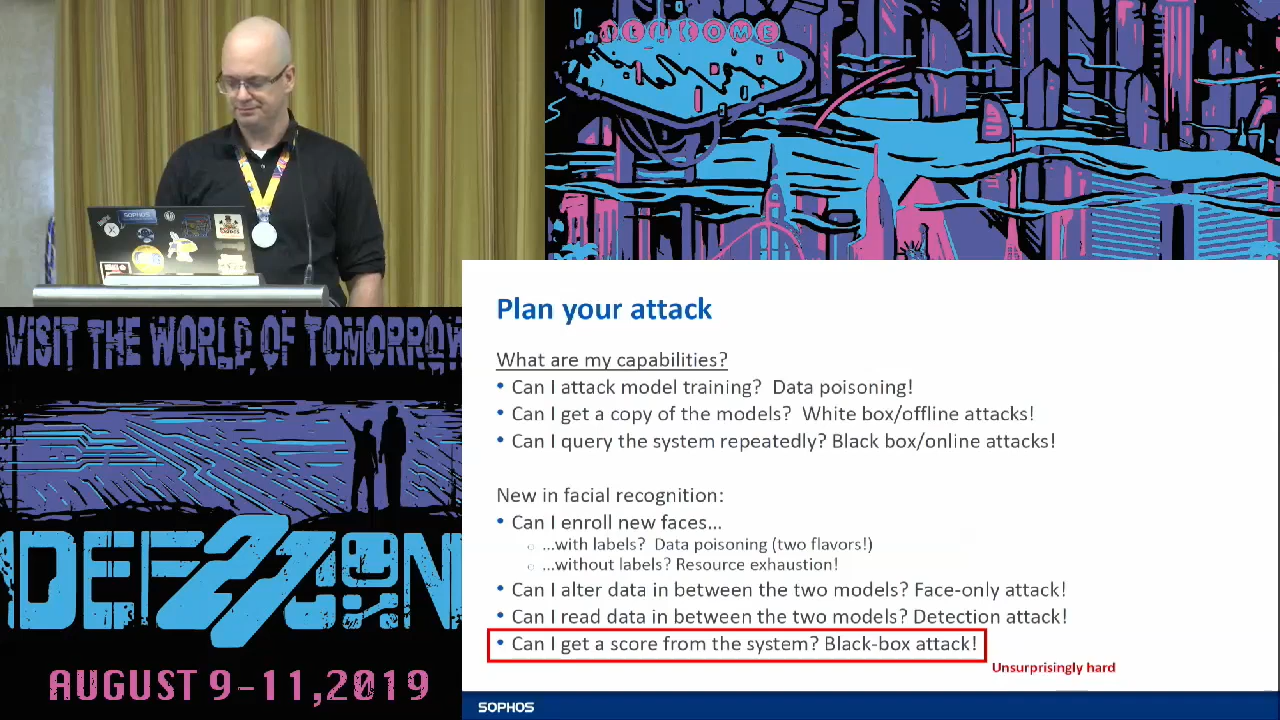 WELCOME
SOPHOS
VISIT THE WORLD OF TOMORROW
DEF CON
27
AUGUST 9-11,2019
Plan your attack
What are my capabilities?
• Can I attack model training? Data poisoning!
• Can I get a copy of the models? White box/offline attacks!
• Can I query the system repeatedly? Black box/online attacks!
New in facial recognition:
• Can I enroll new faces...
○ ...with labels? Data poisoning (two flavors!)
○ ...without labels? Resource exhaustion!
• Can I alter data in between the two models? Face-only attack!
• Can I read data in between the two models? Detection attack!
• Can I get a score from the system? Black-box attack!
Unsurprisingly hard
SOPHOS